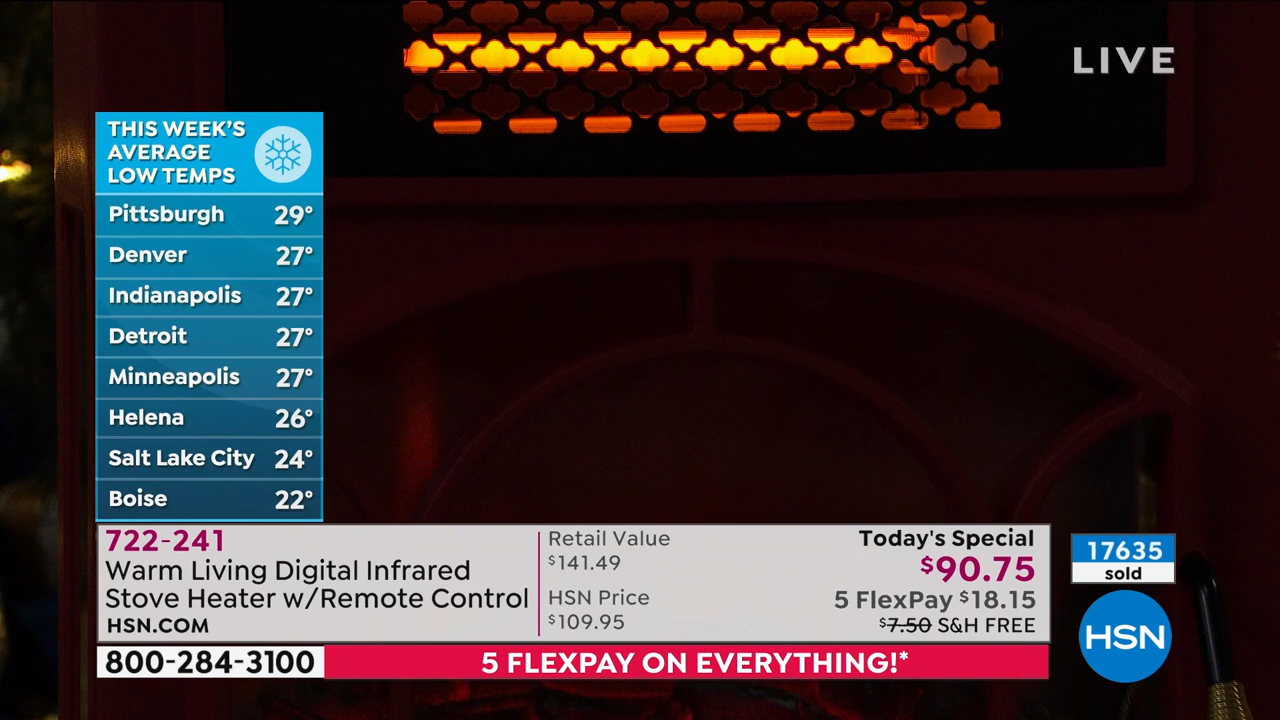 LIVE
THIS WEEK'S
AVERAGE
LOW TEMPS
Pittsburgh 29°
Denver 27°
Indianapolis 27°
Detroit 27°
Minneapolis 27°
Helena 26°
Salt Lake City 24°
Boise 22°
722-241
Warm Living Digital Infrared
Stove Heater w/Remote Control
HSN.COM
Retail Value
$141.49
HSN Price
$109.95
Today's Special
$90.75
5 FlexPay $18.15
$7.50 S&H FREE
17635
sold
HSN
800-284-3100
5 FLEXPAY ON EVERYTHING!*